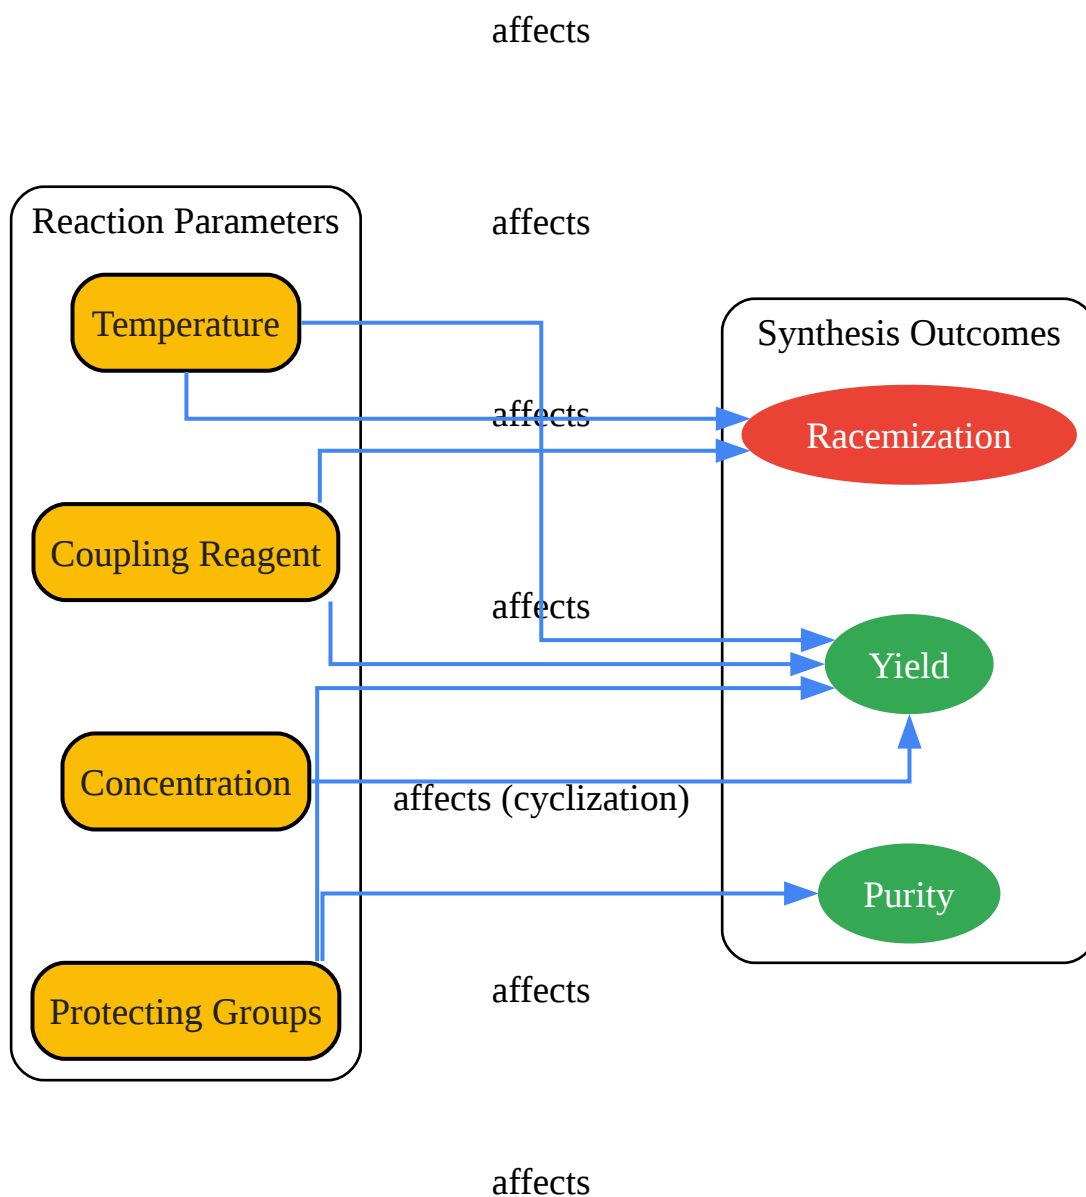 affects
affects
Reaction Parameters
Temperature
Synthesis Outcomes
affects
Racemization
Coupling Reagent
affects
Yield
Concentration
affects (cyclization)
Purity
affects
Protecting Groups
affects